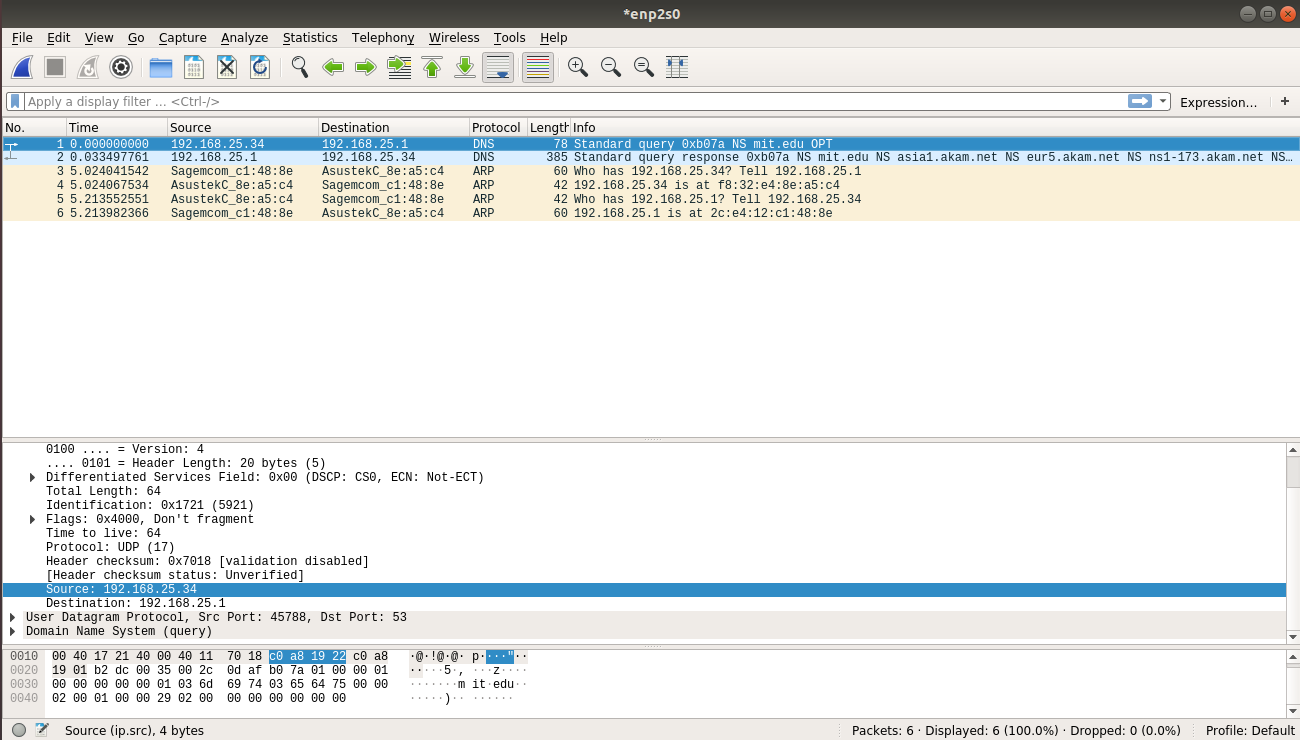 *enp2s0
File Edit View Go Capture Analyze Statistics Telephony Wireless Tools Help
Apply a display filter … <Ctrl-/> Expression… +
No. Time Source Destination Protocol Length Info
1 0.000000000 192.168.25.34 192.168.25.1 DNS 78 Standard query 0xb07a NS mit.edu OPT
2 0.033497761 192.168.25.1 192.168.25.34 DNS 385 Standard query response 0xb07a NS mit.edu NS asia1.akam.net NS eur5.akam.net NS ns1-173.akam.net NS…
3 5.024041542 Sagemcom_c1:48:8e AsustekC_8e:a5:c4 ARP 60 Who has 192.168.25.34? Tell 192.168.25.1
4 5.024067534 AsustekC_8e:a5:c4 Sagemcom_c1:48:8e ARP 42 192.168.25.34 is at f8:32:e4:8e:a5:c4
5 5.213552551 AsustekC_8e:a5:c4 Sagemcom_c1:48:8e ARP 42 Who has 192.168.25.1? Tell 192.168.25.34
6 5.213982366 Sagemcom_c1:48:8e AsustekC_8e:a5:c4 ARP 60 192.168.25.1 is at 2c:e4:12:c1:48:8e
0100 .... = Version: 4
.... 0101 = Header Length: 20 bytes (5)
Differentiated Services Field: 0x00 (DSCP: CS0, ECN: Not-ECT)
Total Length: 64
Identification: 0x1721 (5921)
Flags: 0x4000, Don't fragment
Time to live: 64
Protocol: UDP (17)
Header checksum: 0x7018 [validation disabled]
[Header checksum status: Unverified]
Source: 192.168.25.34
Destination: 192.168.25.1
User Datagram Protocol, Src Port: 45788, Dst Port: 53
Domain Name System (query)
0010 00 40 17 21 40 00 40 11 70 18 c0 a8 19 22 c0 a8 ·@·!@·@· p····"··
0020 19 01 b2 dc 00 35 00 2c 0d af b0 7a 01 00 00 01 ·····5·, ···z····
0030 00 00 00 00 00 01 03 6d 69 74 03 65 64 75 00 00 ·······m it·edu··
0040 02 00 01 00 00 29 02 00 00 00 00 00 00 00 ·····)·· ······
Source (ip.src), 4 bytes Packets: 6 · Displayed: 6 (100.0%) · Dropped: 0 (0.0%) Profile: Default